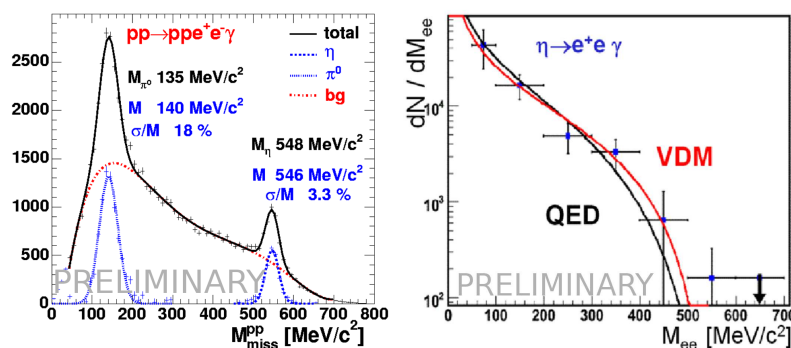 pp→ppe⁺e⁻γ
total
η
π⁰
bg
M_π⁰ 135 MeV/c²
M 140 MeV/c²
σ/M 18 %
M_η 548 MeV/c²
M 546 MeV/c²
σ/M 3.3 %
PRELIMINARY
2500
2000
1500
1000
500
0
0 100 200 300 400 500 600 700 800
M^pp_miss [MeV/c²]
dN / dM_ee
η→e⁺e γ
VDM
QED
PRELIMINARY
10⁴
10³
10²
0 100 200 300 400 500 600 700
M_ee [MeV/c²]